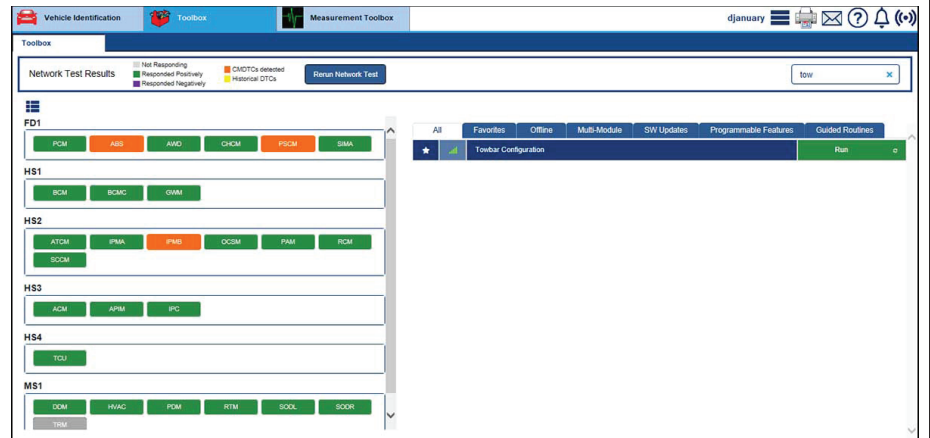 Vehicle Identification
Toolbox
Measurement Toolbox
djanuary
Toolbox
Network Test Results
Not Responding
Responded Positively
Responded Negatively
CMDTCs detected
Historical DTCs
Rerun Network Test
tow ×
FD1
PCM ABS AWD CHCM PSCM SIMA
HS1
BCM BCMC GWM
HS2
ATCM IPMA IPMB OCSM PAM RCM
SCCM
HS3
ACM APIM IPC
HS4
TCU
MS1
DDM HVAC PDM RTM SODL SODR
TRM
All Favorites Offline Multi-Module SW Updates Programmable Features Guided Routines
Towbar Configuration Run